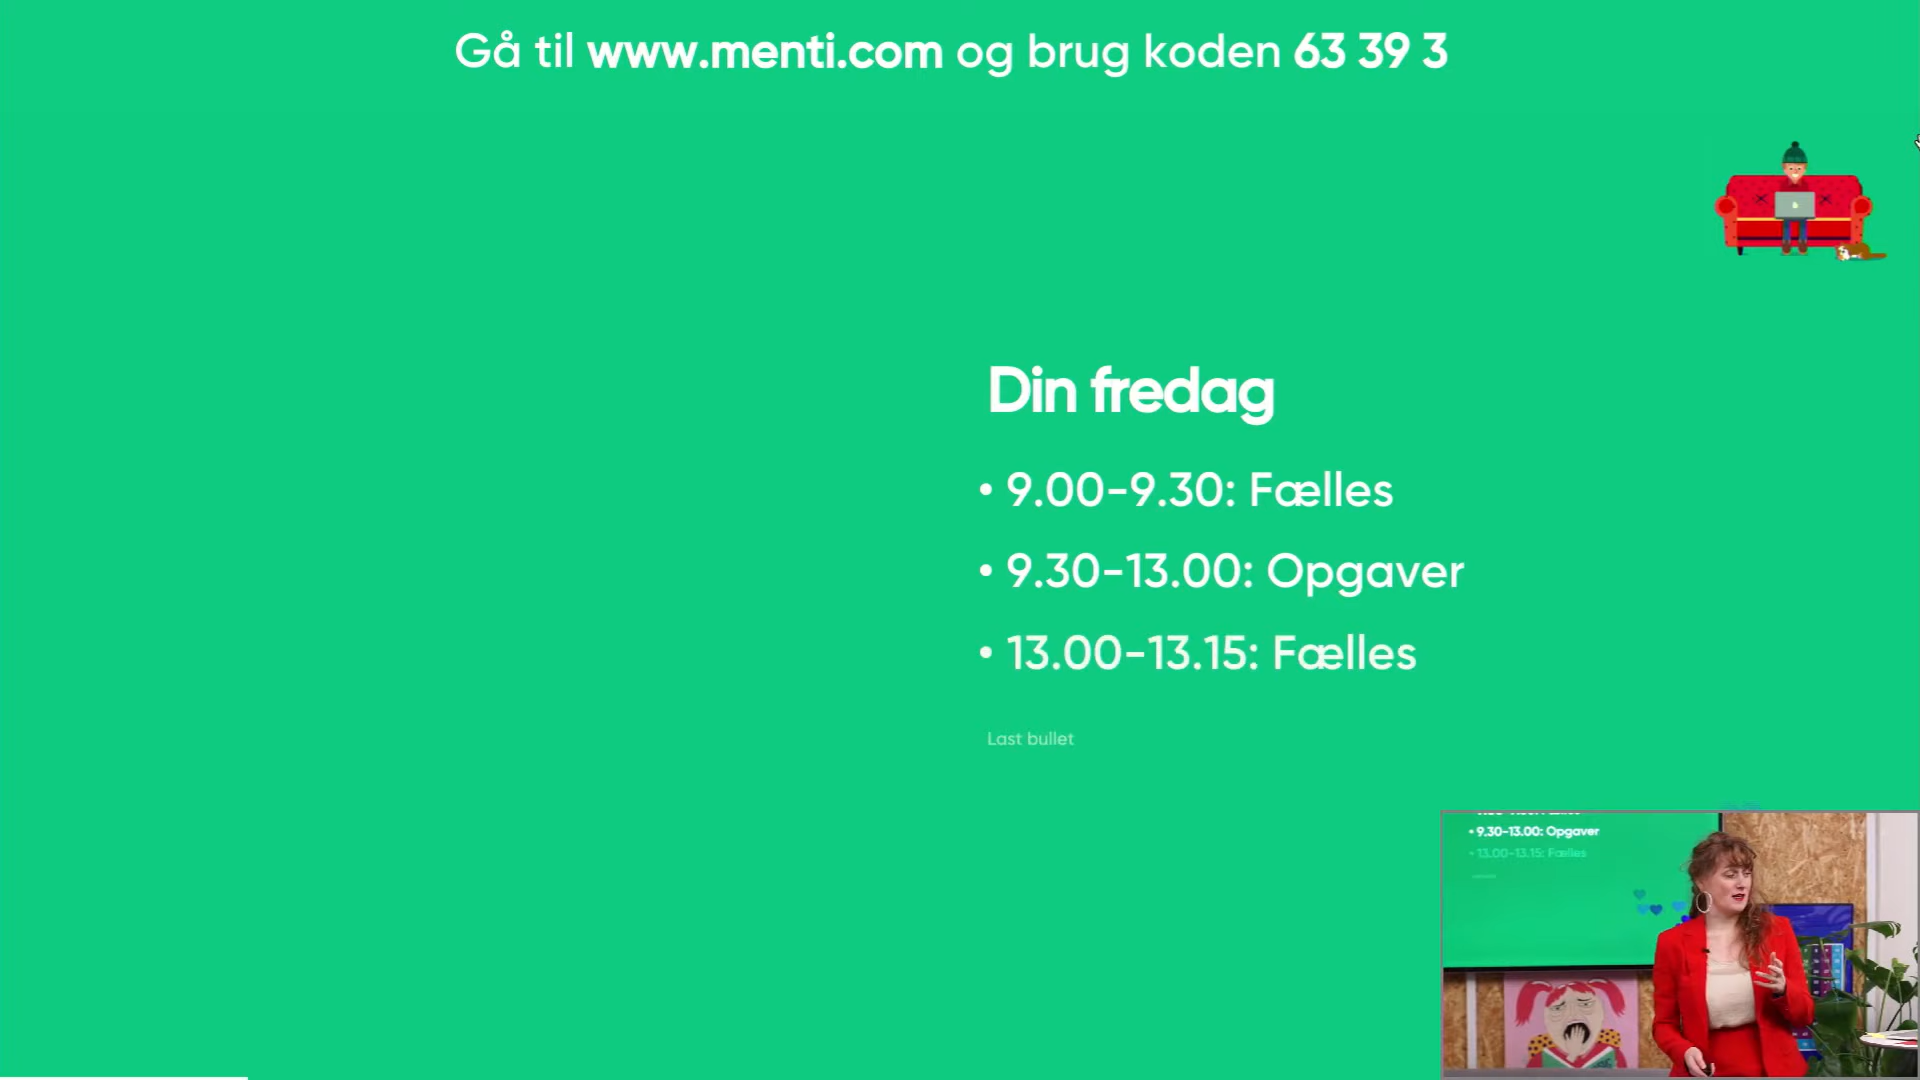 Gå til www.menti.com og brug koden 63 39 3
Din fredag
• 9.00-9.30: Fælles
• 9.30-13.00: Opgaver
• 13.00-13.15: Fælles
Last bullet
• 9.30-13.00: Opgaver
• 13.00-13.15: Fælles